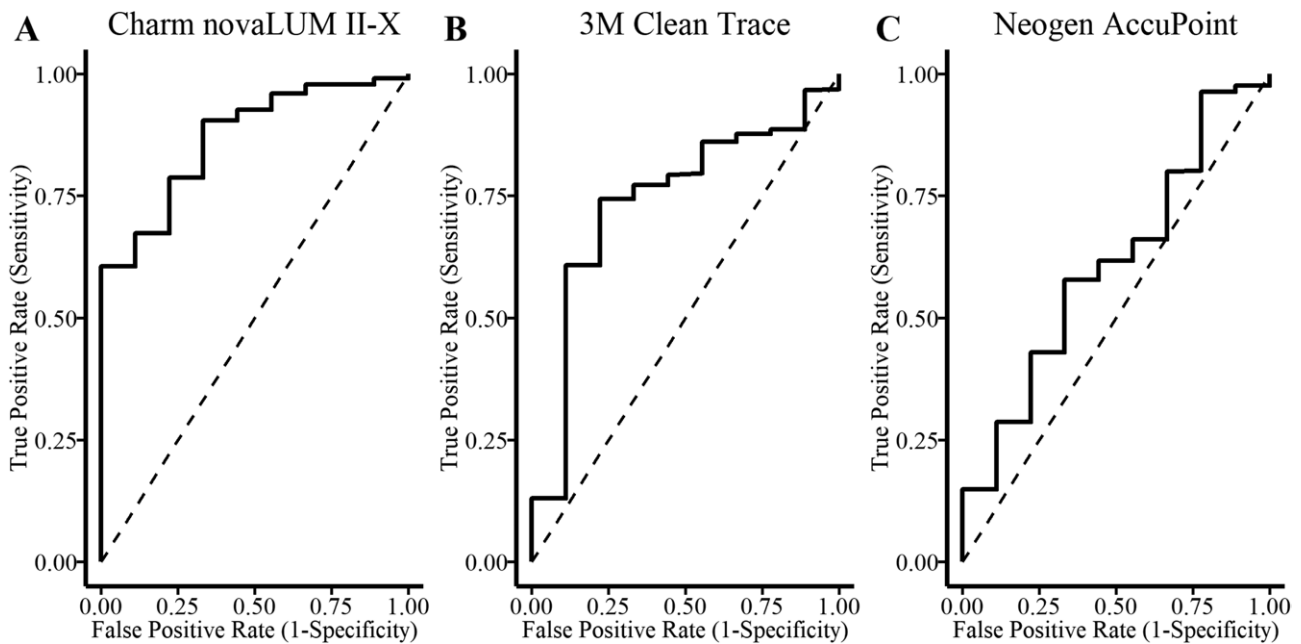 A Charm novaLUM II-X
True Positive Rate (Sensitivity)
1.00
0.75
0.50
0.25
0.00
0.00 0.25 0.50 0.75 1.00
False Positive Rate (1-Specificity)
B 3M Clean Trace
True Positive Rate (Sensitivity)
1.00
0.75
0.50
0.25
0.00
0.00 0.25 0.50 0.75 1.00
False Positive Rate (1-Specificity)
C Neogen AccuPoint
True Positive Rate (Sensitivity)
1.00
0.75
0.50
0.25
0.00
0.00 0.25 0.50 0.75 1.00
False Positive Rate (1-Specificity)